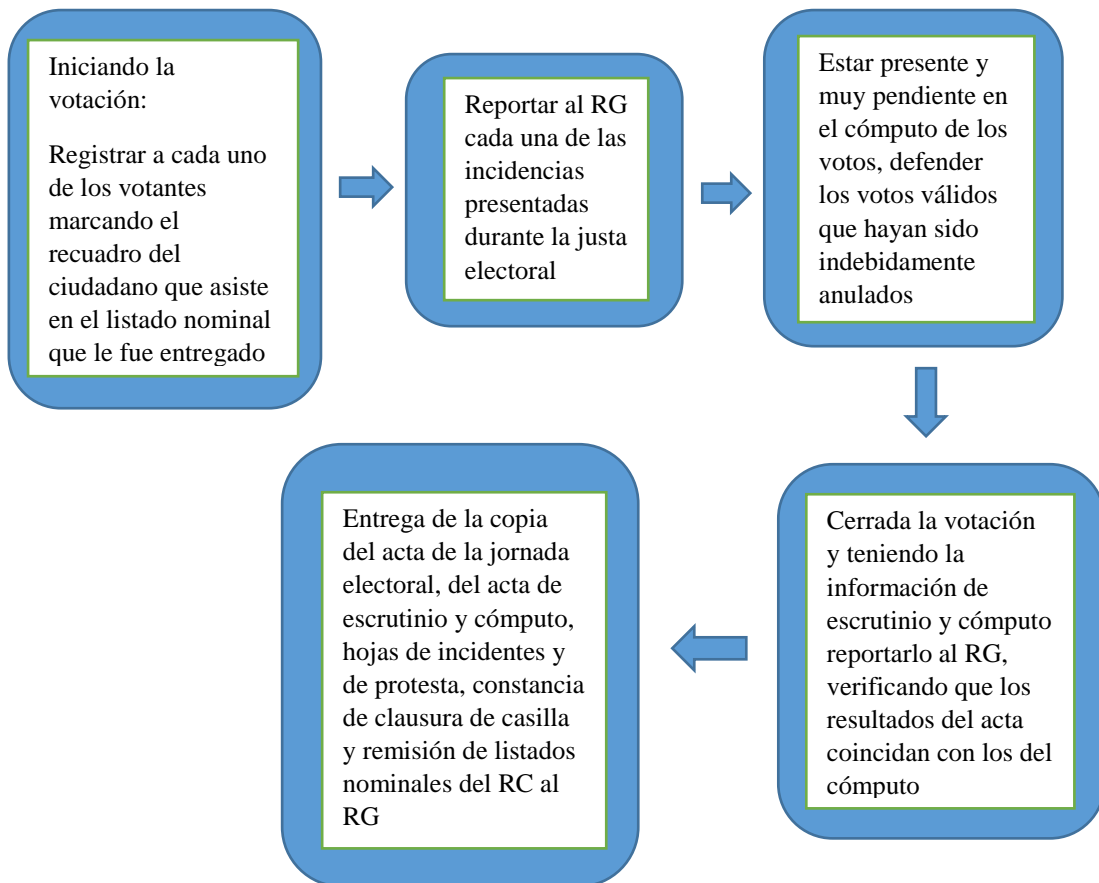 Iniciando la
votación:
Registrar a cada uno
de los votantes
marcando el
recuadro del
ciudadano que asiste
en el listado nominal
que le fue entregado
Reportar al RG
cada una de las
incidencias
presentadas
durante la justa
electoral
Estar presente y
muy pendiente en
el cómputo de los
votos, defender
los votos válidos
que hayan sido
indebidamente
anulados
Cerrada la votación
y teniendo la
información de
escrutinio y cómputo
reportarlo al RG,
verificando que los
resultados del acta
coincidan con los del
cómputo
Entrega de la copia
del acta de la jornada
electoral, del acta de
escrutinio y cómputo,
hojas de incidentes y
de protesta, constancia
de clausura de casilla
y remisión de listados
nominales del RC al
RG